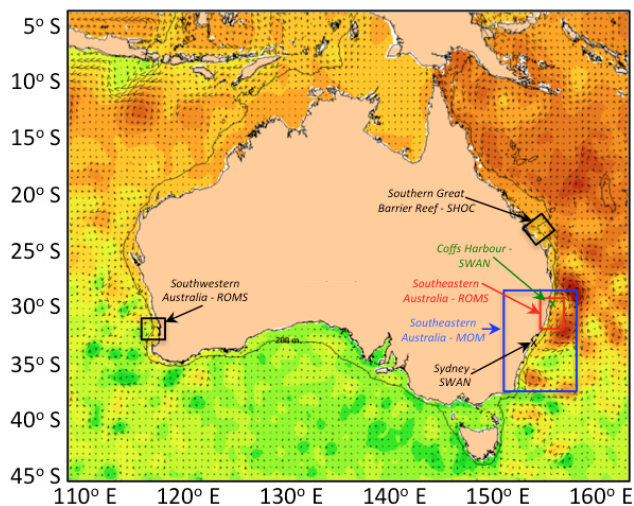 5° S
10° S
15° S
20° S
25° S
30° S
35° S
40° S
45° S
Southern Great
Barrier Reef - SHOC
Coffs Harbour -
SWAN
Southwestern
Australia - ROMS
Southeastern
Australia - ROMS
Southeastern
Australia - MOM
Sydney -
SWAN
200 m
110° E
120° E
130° E
140° E
150° E
160° E